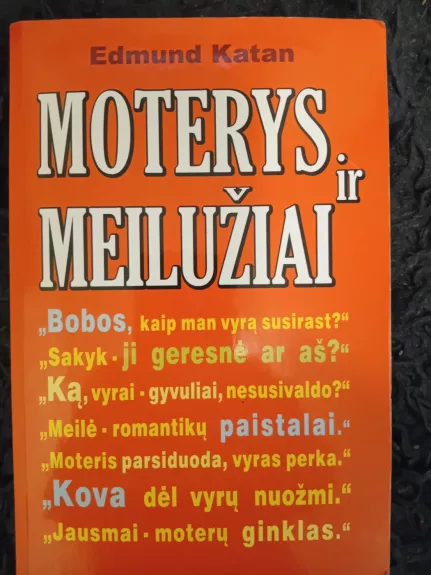 Edmund Katan
MOTERYS
ir
MEILUŽIAI
„Bobos, kaip man vyrą susirast?“
„Sakyk - ji geresnė ar aš?“
„Ką, vyrai - gyvuliai, nesusivaldo?“
„Meilė - romantikų paistalai.“
„Moteris parsiduoda, vyras perka.“
„Kova dėl vyrų nuožmi.“
„Jausmai - moterų ginklas.“